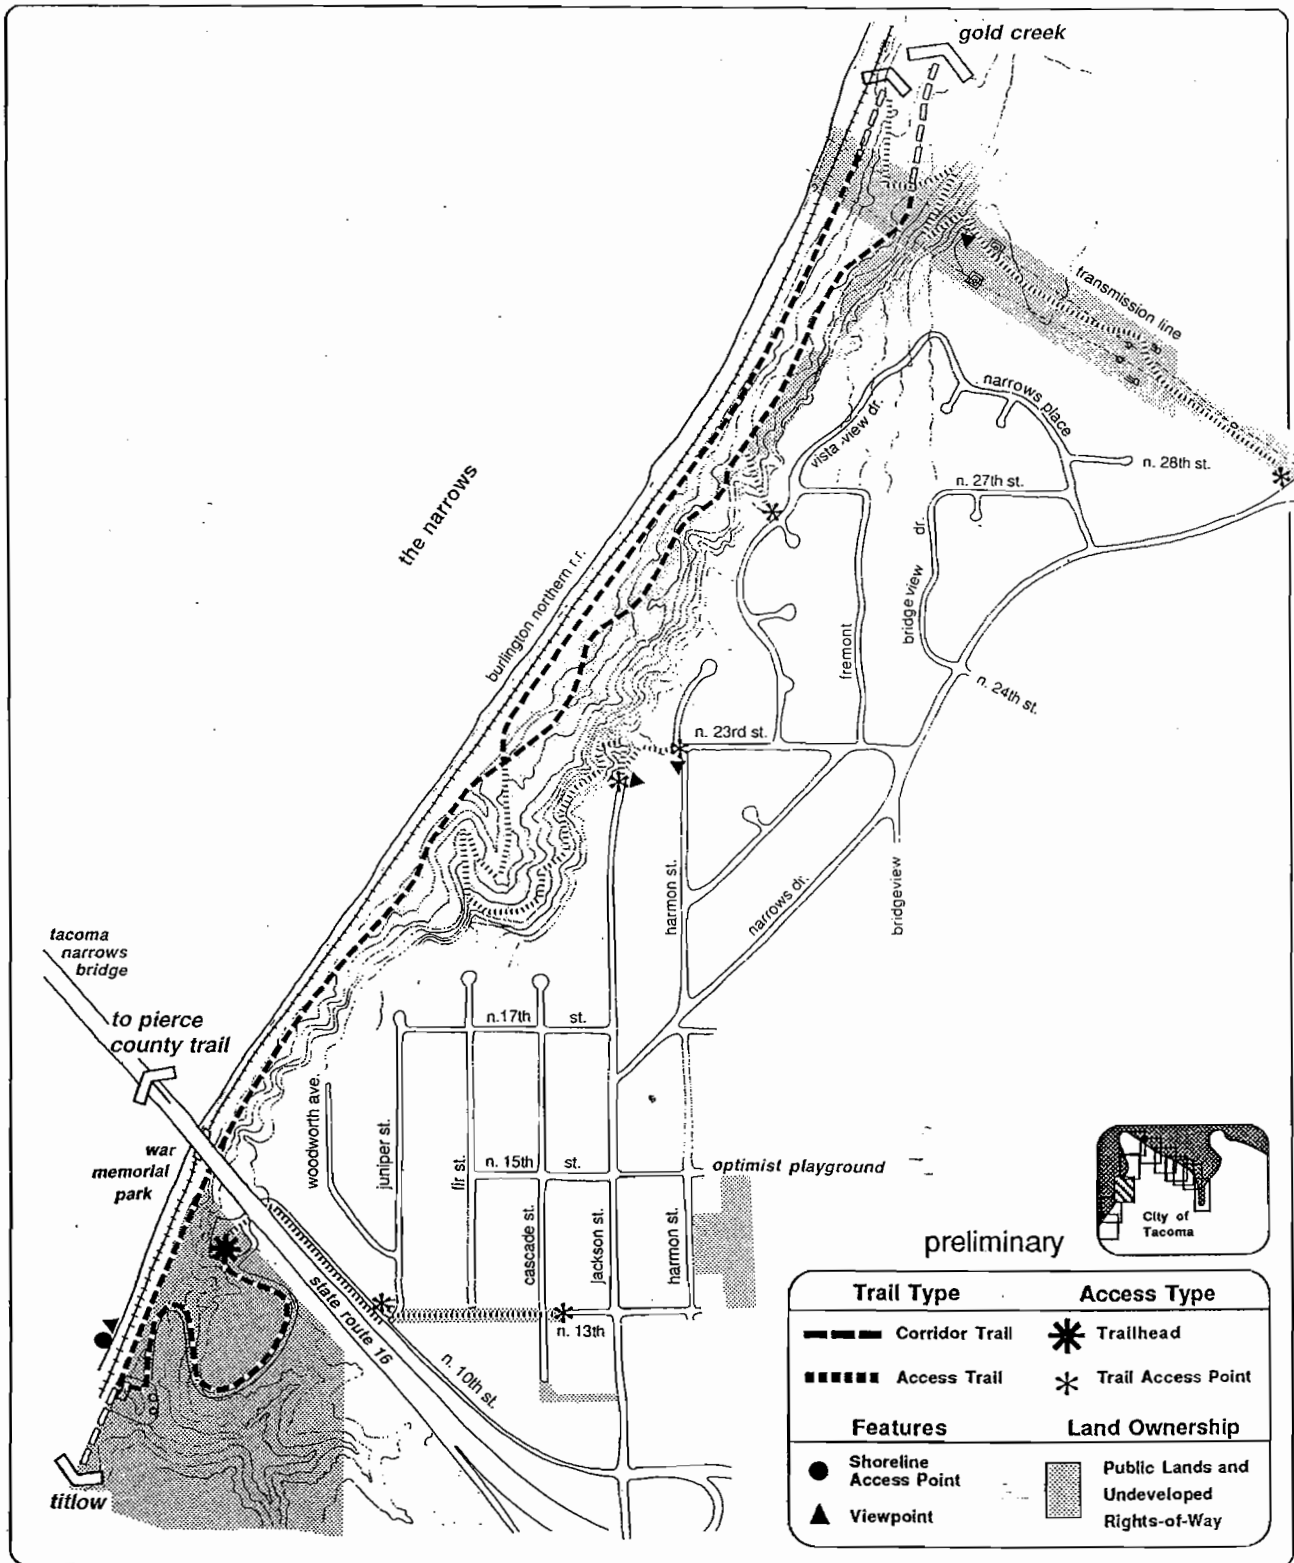 gold creek
transmission line
narrows place
vista view dr.
n. 28th st.
n. 27th st.
the narrows
bridgeview dr.
burlington northern r.r.
fremont
n. 24th st.
n. 23rd st.
harmon st.
narrows dr.
bridgeview
tacoma
narrows
bridge
to pierce
county trail
n.17th st.
woodworth ave.
juniper st.
fir st.
n. 15th st.
optimist playground
war
memorial
park
cascade st.
jackson st.
harmon st.
state route 16
n. 13th
n. 10th st.
titlow
City of
Tacoma
preliminary
Trail Type
Corridor Trail
Access Trail
Access Type
Trailhead
Trail Access Point
Features
Shoreline
Access Point
Viewpoint
Land Ownership
Public Lands and
Undeveloped
Rights-of-Way